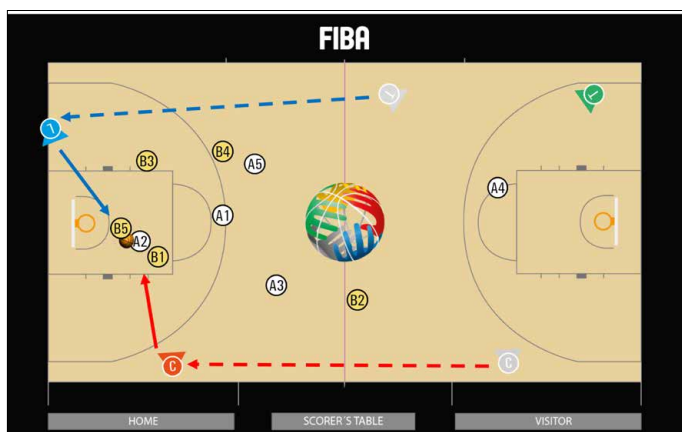 FIBA
T
T
L
B4
B3
A5
A4
A1
B5
A2
B1
A3
B2
C
C
HOME
SCORER´S TABLE
VISITOR